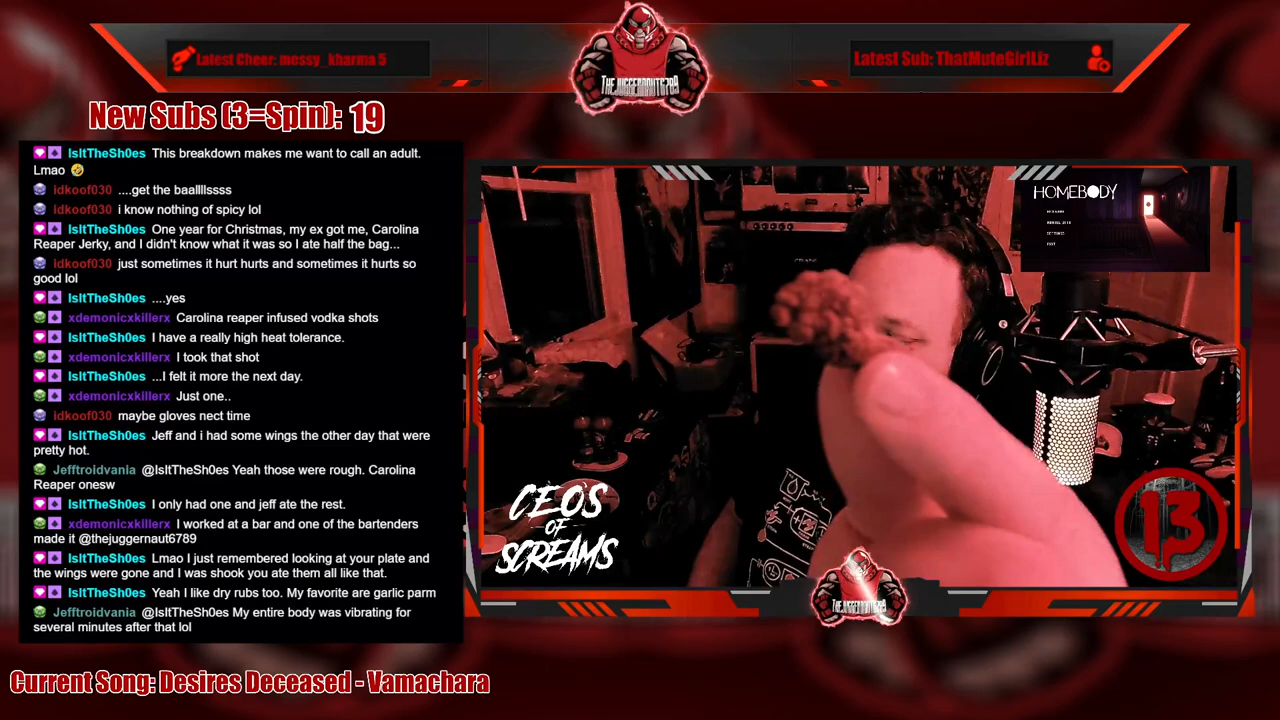 Latest Cheer: messy_kharma 5
THEJUGGERNAUT6789
Latest Sub: ThatMuteGirlLiz
New Subs (3=Spin): 19
IsItTheSh0es This breakdown makes me want to call an adult.
Lmao 🤣
idkoof030 ....get the baallllssss
idkoof030 i know nothing of spicy lol
IsItTheSh0es One year for Christmas, my ex got me, Carolina
Reaper Jerky, and I didn't know what it was so I ate half the bag...
idkoof030 just sometimes it hurt hurts and sometimes it hurts so
good lol
IsItTheSh0es ....yes
xdemonicxkillerx Carolina reaper infused vodka shots
IsItTheSh0es I have a really high heat tolerance.
xdemonicxkillerx I took that shot
IsItTheSh0es ...I felt it more the next day.
xdemonicxkillerx Just one..
idkoof030 maybe gloves nect time
IsItTheSh0es Jeff and i had some wings the other day that were
pretty hot.
Jefftroidvania @IsItTheSh0es Yeah those were rough. Carolina
Reaper onesw
IsItTheSh0es I only had one and jeff ate the rest.
xdemonicxkillerx I worked at a bar and one of the bartenders
made it @thejuggernaut6789
IsItTheSh0es Lmao I just remembered looking at your plate and
the wings were gone and I was shook you ate them all like that.
IsItTheSh0es Yeah I like dry rubs too. My favorite are garlic parm
Jefftroidvania @IsItTheSh0es My entire body was vibrating for
several minutes after that lol
HOMEBODY
CEOS
OF
SCREAMS
13
THEJUGGERNAUT6789
Current Song: Desires Deceased - Vamachara